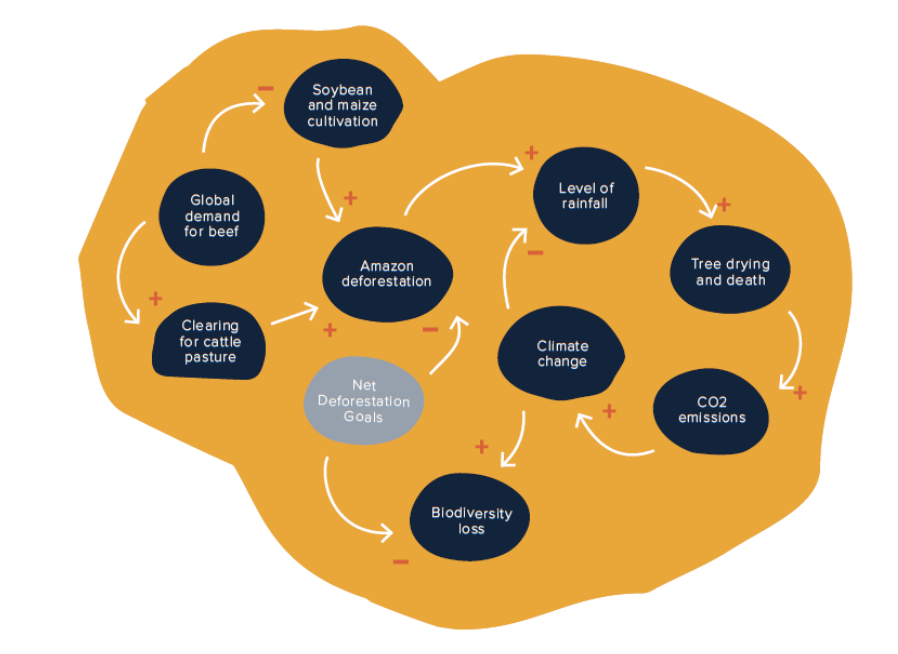 Soybean
and maize
cultivation
–
Global
demand
for beef
+
Level of
rainfall
+
+
Amazon
deforestation
–
Tree drying
and death
+
+
–
Clearing
for cattle
pasture
Climate
change
Net
Deforestation
Goals
+
CO2
emissions
+
+
Biodiversity
loss
–